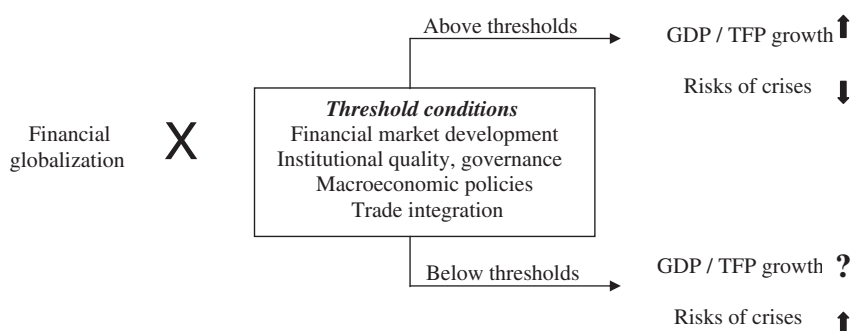 Above thresholds
GDP / TFP growth
Risks of crises
Financial
globalization
X
Threshold conditions
Financial market development
Institutional quality, governance
Macroeconomic policies
Trade integration
Below thresholds
GDP / TFP growth ?
Risks of crises